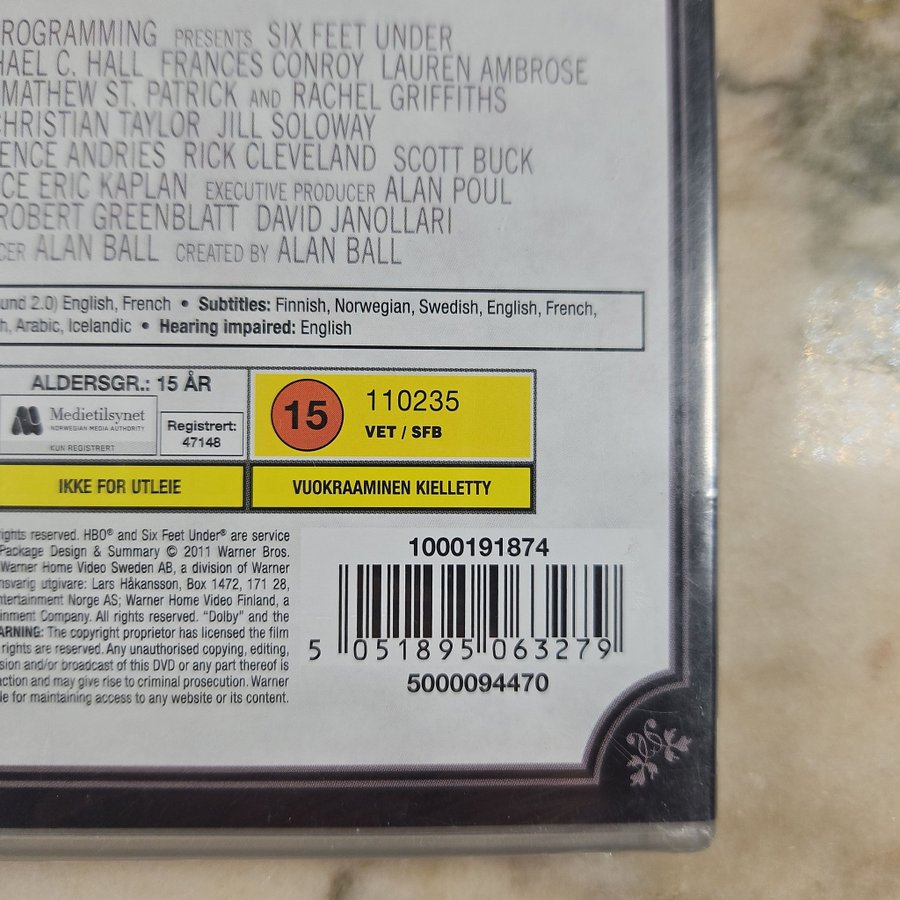 ROGRAMMING PRESENTS SIX FEET UNDER
HAEL C. HALL FRANCES CONROY LAUREN AMBROSE
MATHEW ST. PATRICK AND RACHEL GRIFFITHS
CHRISTIAN TAYLOR JILL SOLOWAY
ENCE ANDRIES RICK CLEVELAND SCOTT BUCK
CE ERIC KAPLAN EXECUTIVE PRODUCER ALAN POUL
ROBERT GREENBLATT DAVID JANOLLARI
CER ALAN BALL CREATED BY ALAN BALL
und 2.0) English, French • Subtitles: Finnish, Norwegian, Swedish, English, French,
h, Arabic, Icelandic • Hearing impaired: English
ALDERSGR.: 15 ÅR
Medietilsynet
NORWEGIAN MEDIA AUTHORITY
KUN REGISTRERT
Registrert:
47148
IKKE FOR UTLEIE
15
110235
VET / SFB
VUOKRAAMINEN KIELLETTY
ights reserved. HBO® and Six Feet Under® are service
Package Design & Summary © 2011 Warner Bros.
Warner Home Video Sweden AB, a division of Warner
nsvarig utgivare: Lars Håkansson, Box 1472, 171 28,
ntertainment Norge AS; Warner Home Video Finland, a
inment Company. All rights reserved. "Dolby" and the
ARNING: The copyright proprietor has licensed the film
rights are reserved. Any unauthorised copying, editing,
sion and/or broadcast of this DVD or any part thereof is
action and may give rise to criminal prosecution. Warner
le for maintaining access to any website or its content.
1000191874
5 051895 063279
5000094470